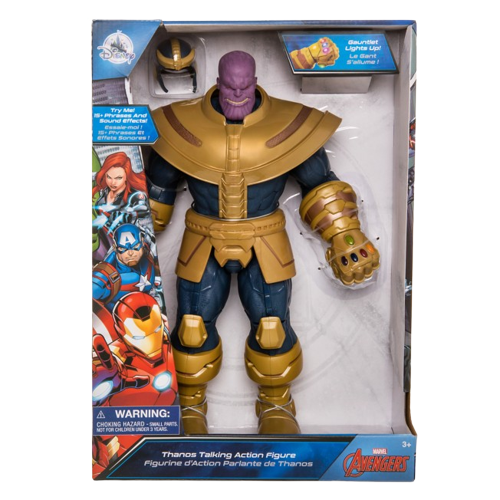 Disney
Gauntlet
Lights Up!
Le Gant
S'allume !
Try Me!
15+ Phrases And
Sound Effects!
Essaie-moi !
15+ Phrases Et
Effets Sonores !
WARNING:
CHOKING HAZARD - SMALL PARTS
NOT FOR CHILDREN UNDER 3 YEARS.
Thanos Talking Action Figure
Figurine d'Action Parlante de Thanos
3+
MARVEL
AVENGERS